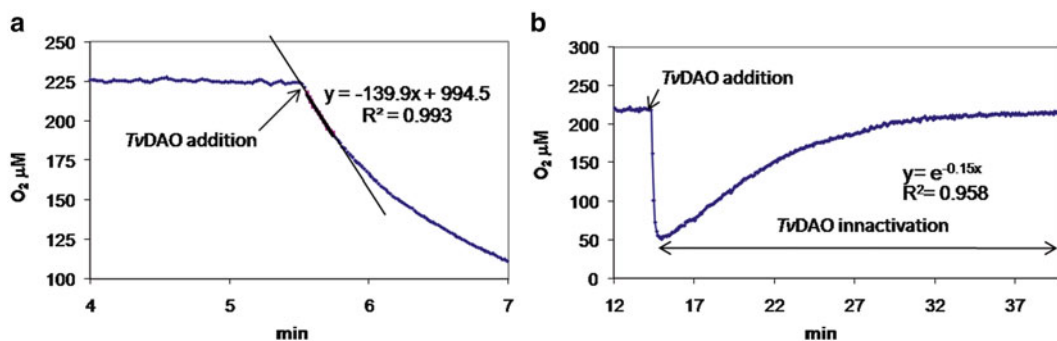 a
250
225
200
175
150
125
100
O₂ µM
TvDAO addition
y = -139.9x + 994.5
R² = 0.993
4 5 6 7
min
b
300
250
200
150
100
50
0
O₂ µM
TvDAO addition
y= e^-0.15x
R²= 0.958
TvDAO innactivation
12 17 22 27 32 37
min